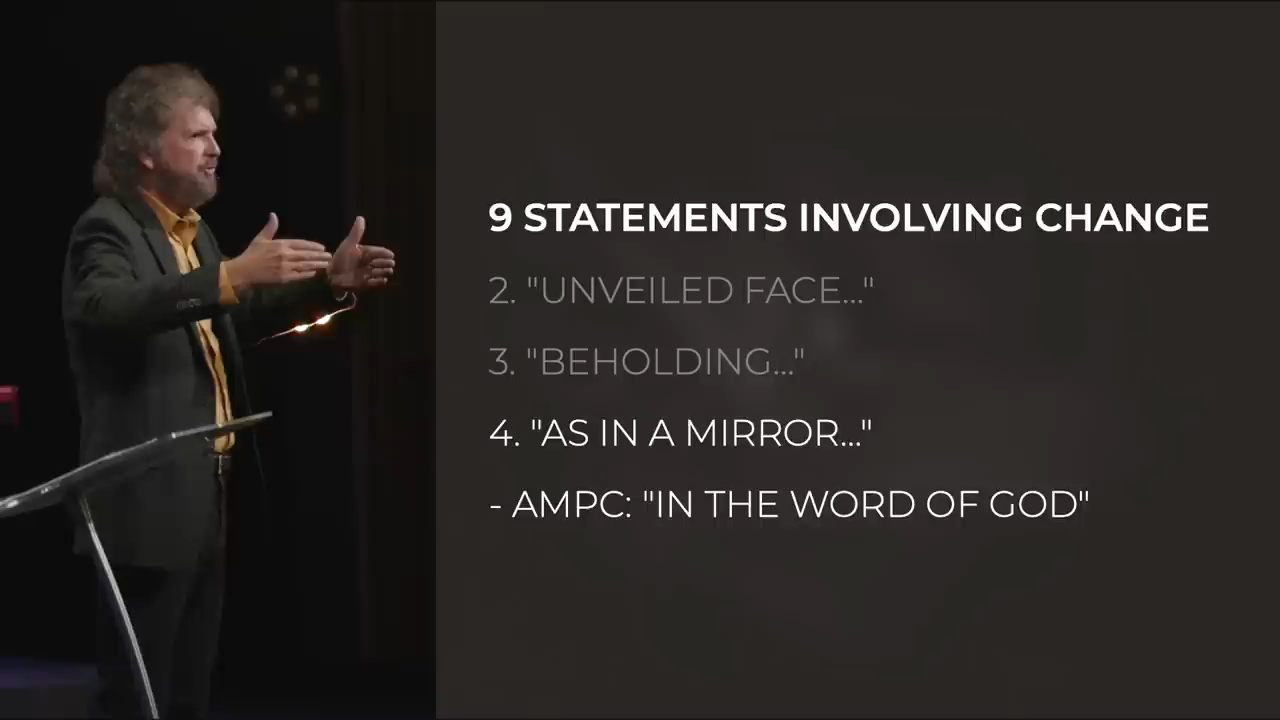 9 STATEMENTS INVOLVING CHANGE
2. "UNVEILED FACE..."
3. "BEHOLDING..."
4. "AS IN A MIRROR..."
- AMPC: "IN THE WORD OF GOD"